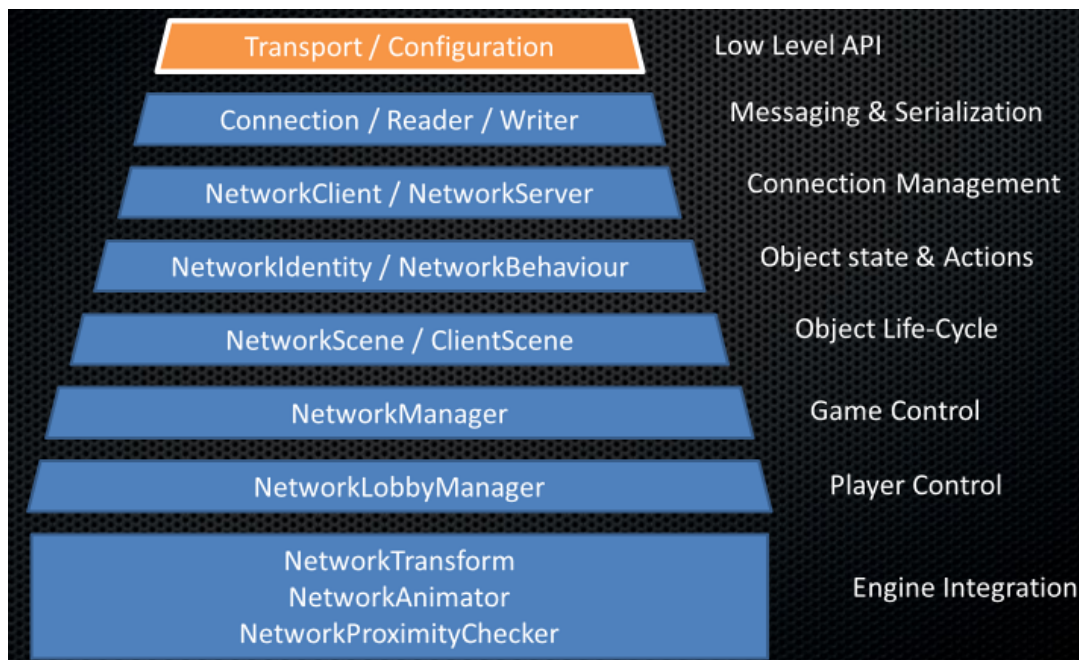 Transport / Configuration
Low Level API
Connection / Reader / Writer
Messaging & Serialization
NetworkClient / NetworkServer
Connection Management
NetworkIdentity / NetworkBehaviour
Object state & Actions
NetworkScene / ClientScene
Object Life-Cycle
NetworkManager
Game Control
NetworkLobbyManager
Player Control
NetworkTransform
NetworkAnimator
NetworkProximityChecker
Engine Integration